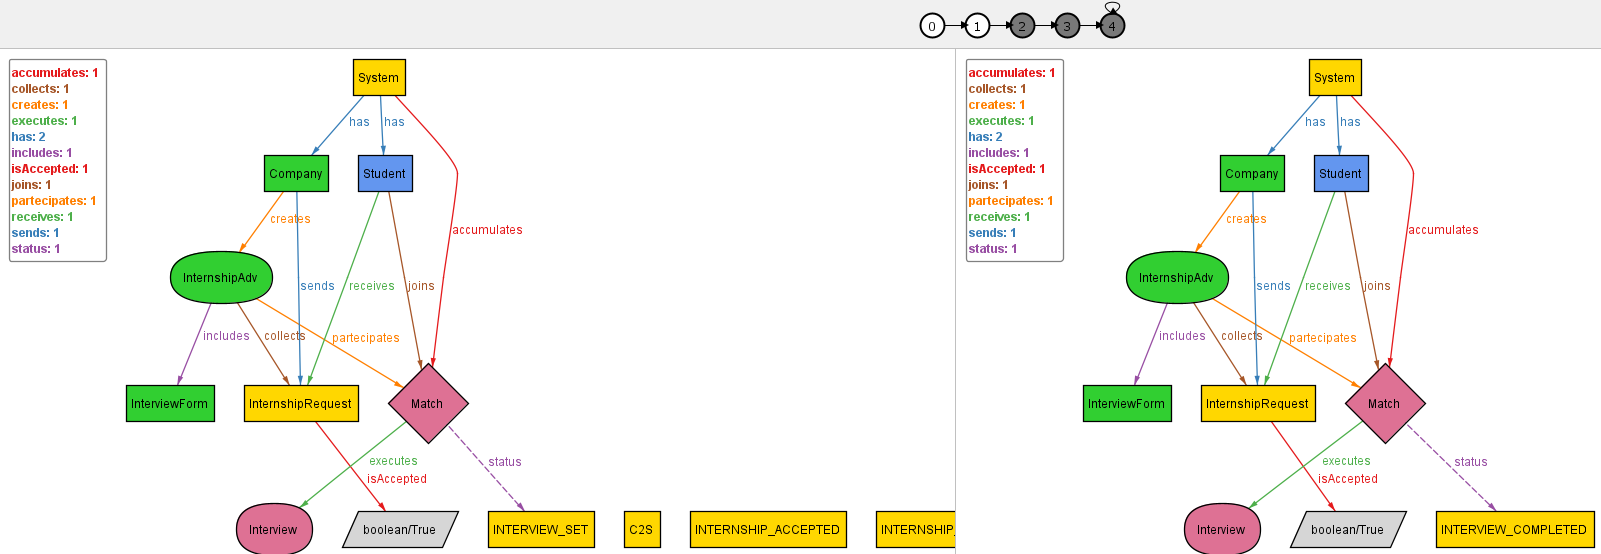 0 1 2 3 4
accumulates: 1
collects: 1
creates: 1
executes: 1
has: 2
includes: 1
isAccepted: 1
joins: 1
partecipates: 1
receives: 1
sends: 1
status: 1
System
has has
Company Student
creates
accumulates
InternshipAdv
sends receives joins
includes collects partecipates
InterviewForm InternshipRequest Match
executes status
isAccepted
Interview boolean/True INTERVIEW_SET C2S INTERNSHIP_ACCEPTED INTERNSHIP_
accumulates: 1
collects: 1
creates: 1
executes: 1
has: 2
includes: 1
isAccepted: 1
joins: 1
partecipates: 1
receives: 1
sends: 1
status: 1
System
has has
Company Student
creates
accumulates
InternshipAdv
sends receives joins
includes collects partecipates
InterviewForm InternshipRequest Match
executes status
isAccepted
Interview boolean/True INTERVIEW_COMPLETED